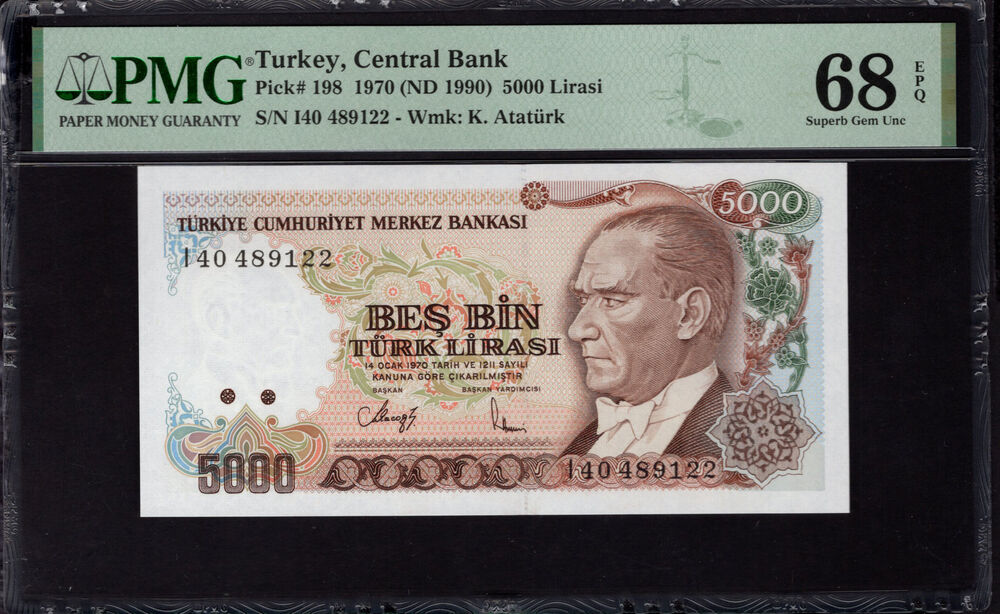 PMG®
PAPER MONEY GUARANTY
Turkey, Central Bank
Pick# 198 1970 (ND 1990) 5000 Lirasi
S/N I40 489122 - Wmk: K. Atatürk
68 EPQ
Superb Gem Unc
5000
TÜRKİYE CUMHURİYET MERKEZ BANKASI
I40 489122
BEŞ BİN
TÜRK LİRASI
14 OCAK 1970 TARİH VE 1211 SAYILI
KANUNA GÖRE ÇIKARILMIŞTIR
BAŞKAN BAŞKAN YARDIMCISI
5000
I40 489122